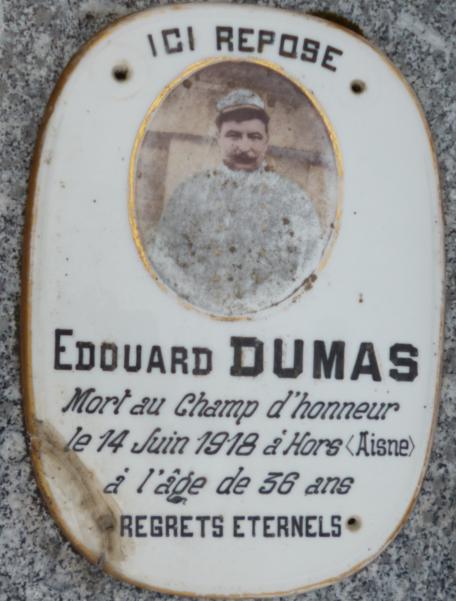 ICI REPOSE
EDOUARD DUMAS
Mort au Champ d'honneur
le 14 Juin 1918 à Hors <Aisne>
à l'âge de 36 ans
REGRETS ETERNELS